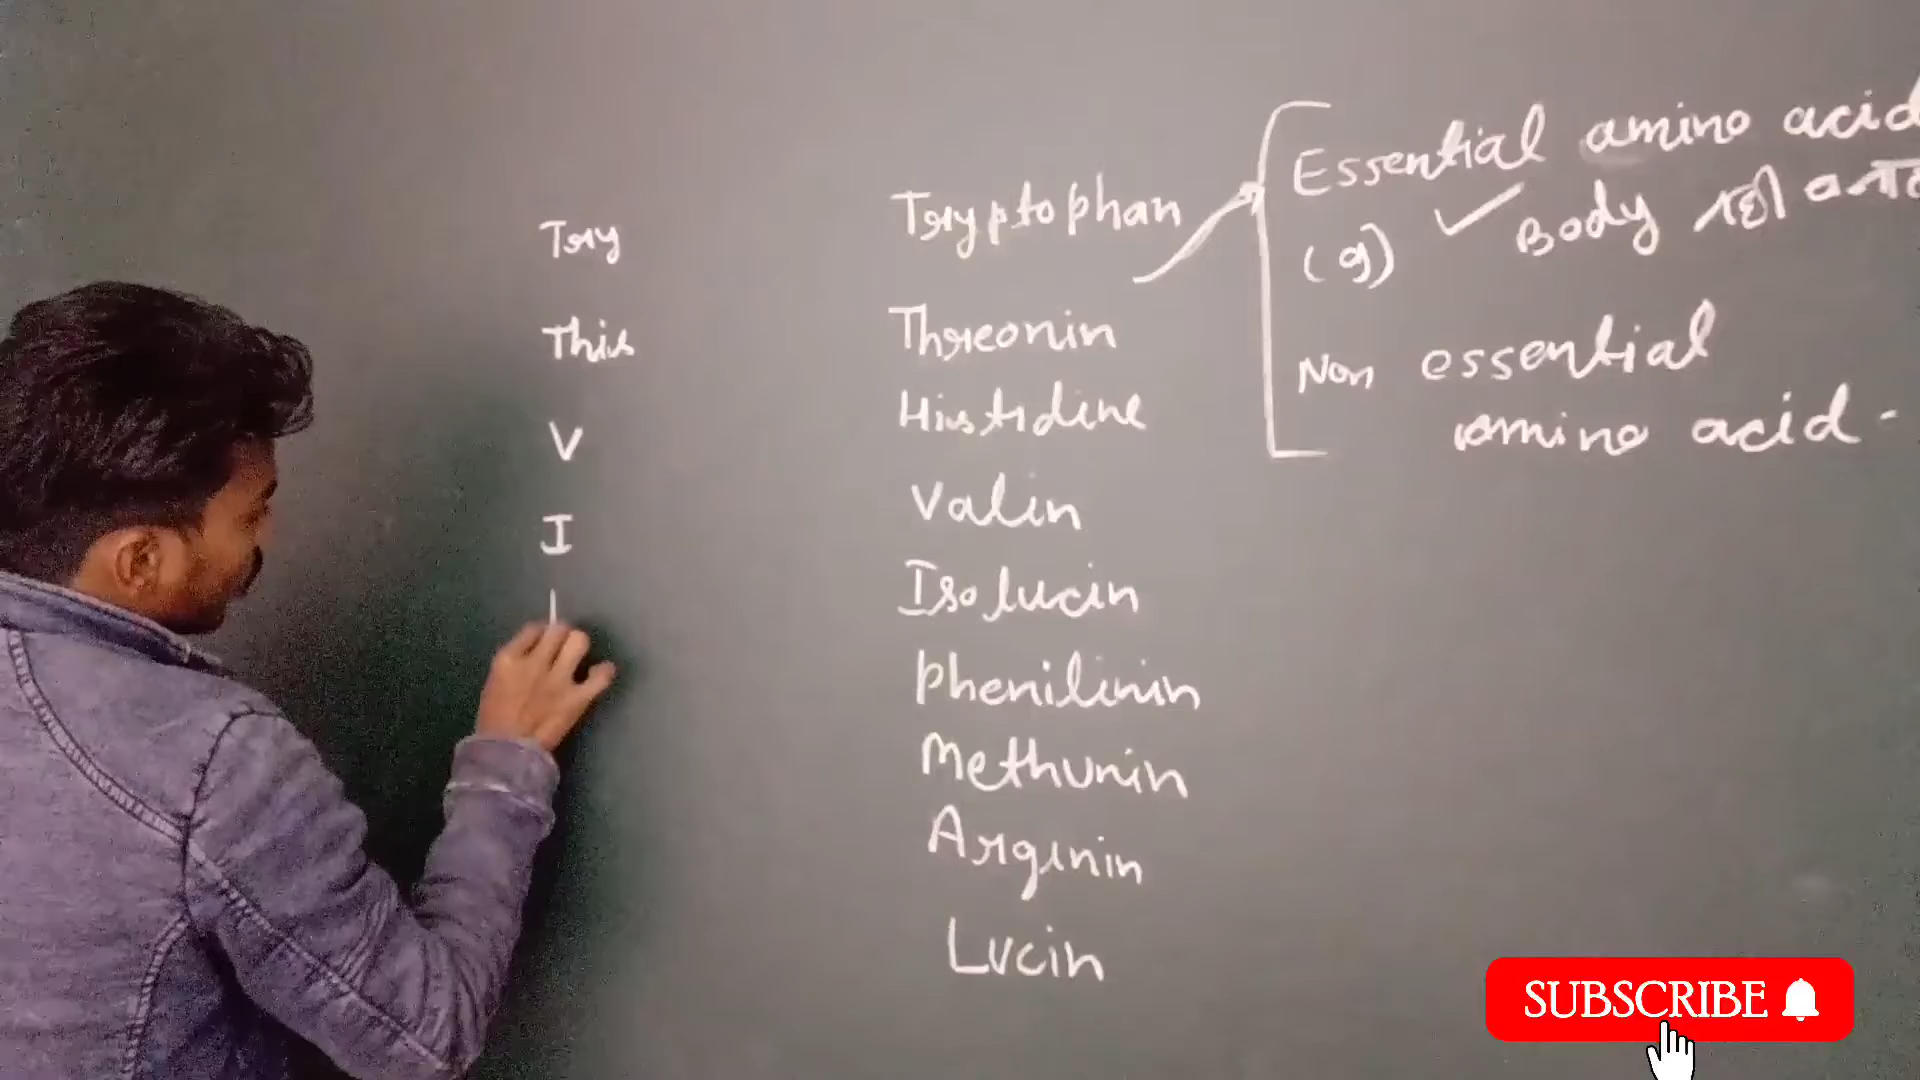 Try
This
V
I
Tryptophan
Threonin
Histidine
Valin
Isolucin
Phenilinin
Methunin
Arginin
Lucin
Essential amino acid
(9) ✓ Body नही
Non essential
amino acid -
SUBSCRIBE